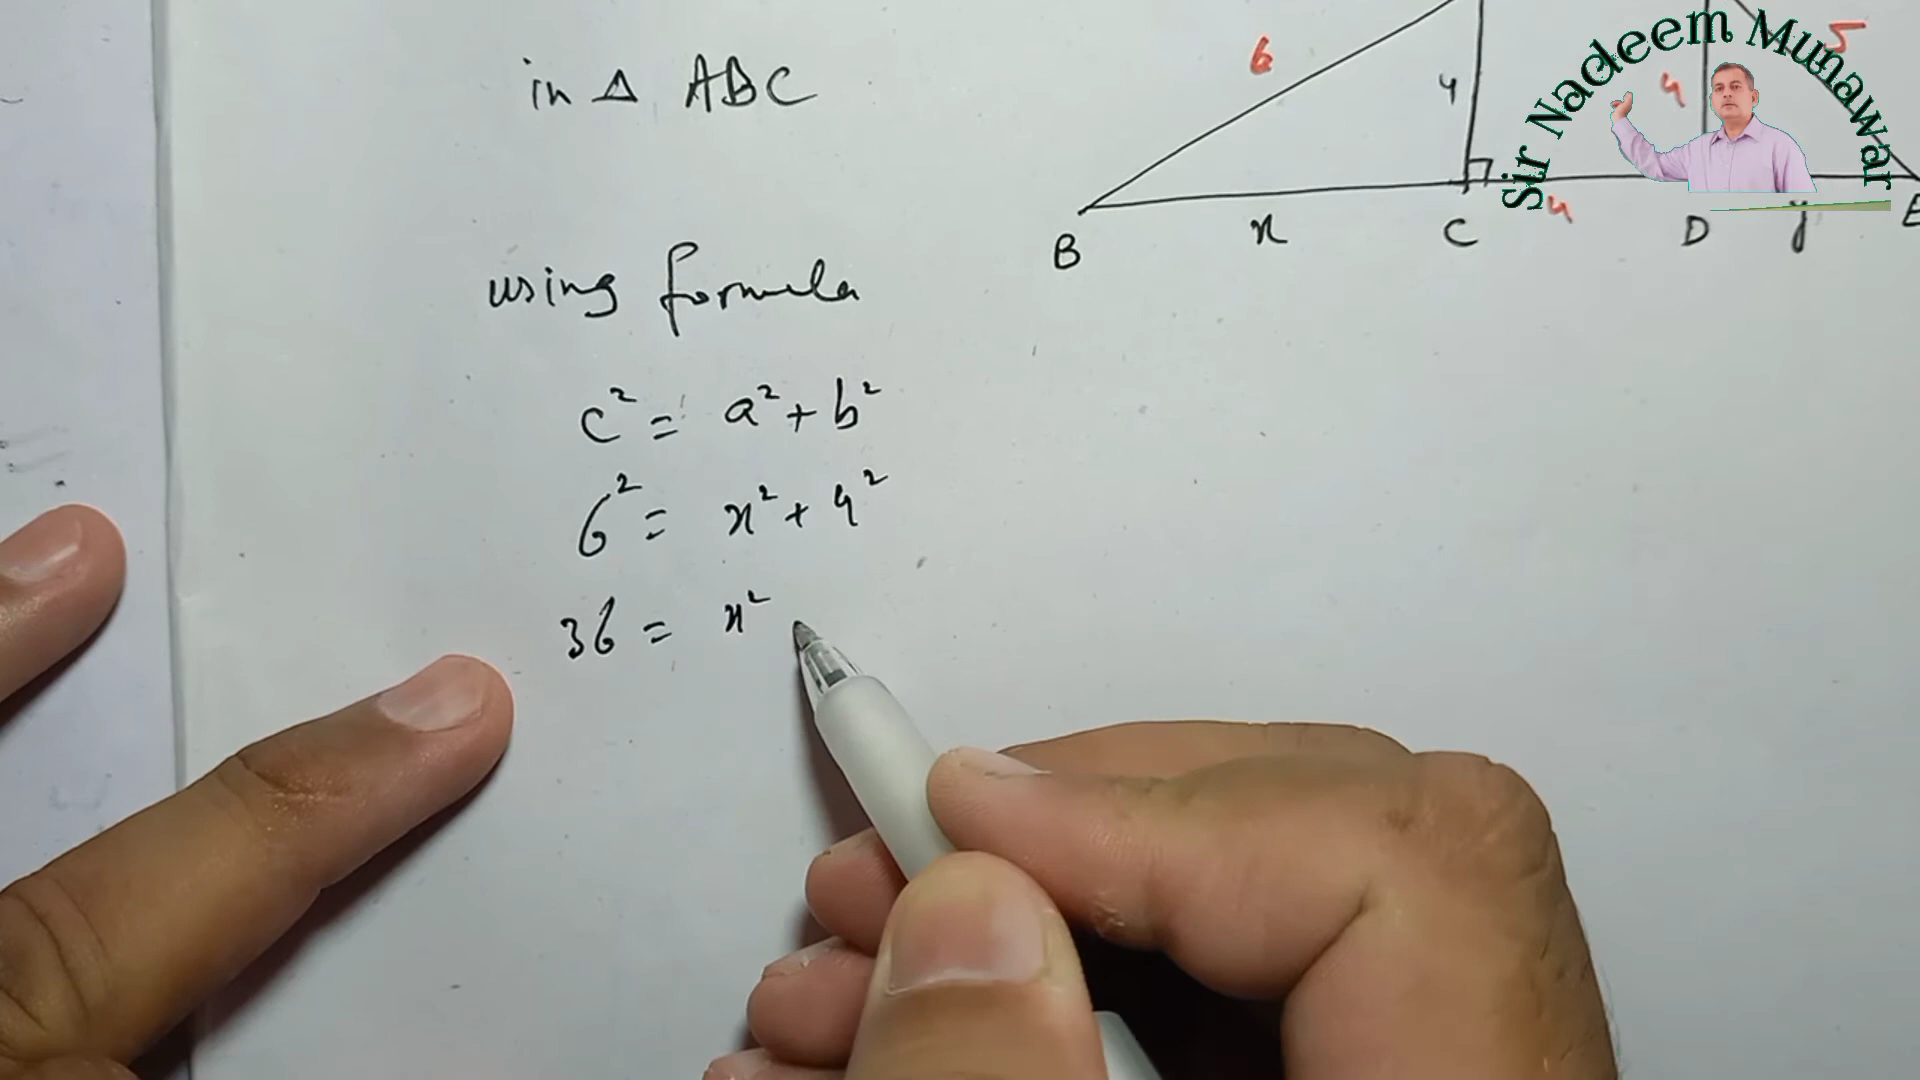 in Δ ABC
using formula
c² = a² + b²
6² = x² + 4²
36 = x²
6
4
4
5
4
B
x
C
D
y
E
Sir Nadeem Munawar